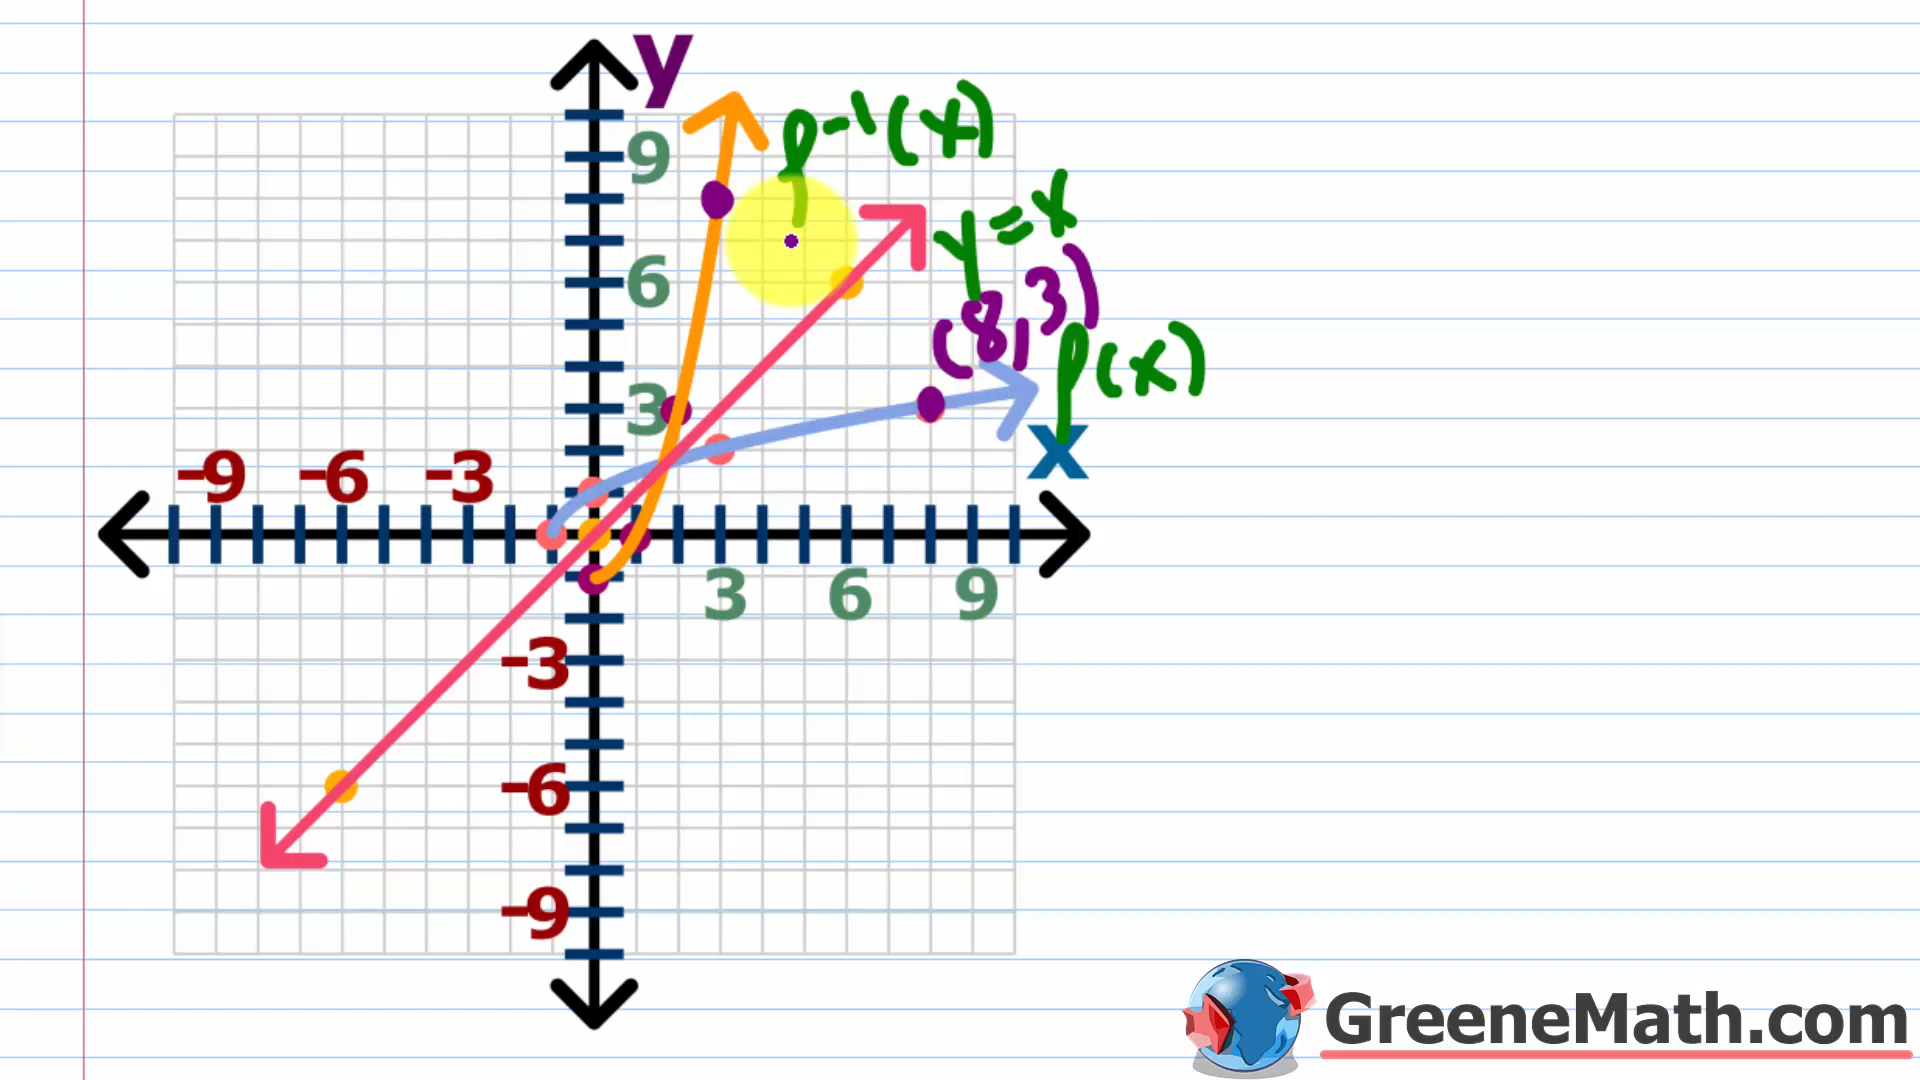 y
9
p⁻¹(x)
y=x
6
(8,3)
p(x)
3
x
-9 -6 -3
3 6 9
-3
-6
-9
GreeneMath.com